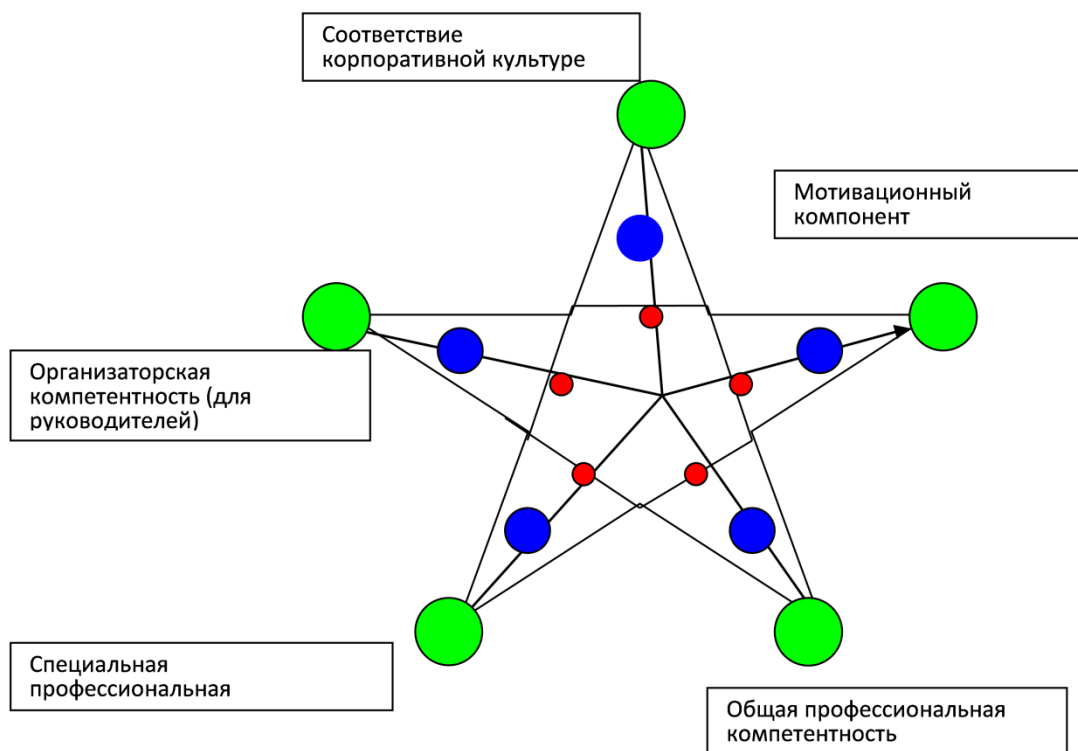 Соответствие
корпоративной культуре
Мотивационный
компонент
Организаторская
компетентность (для
руководителей)
Специальная
профессиональная
Общая профессиональная
компетентность